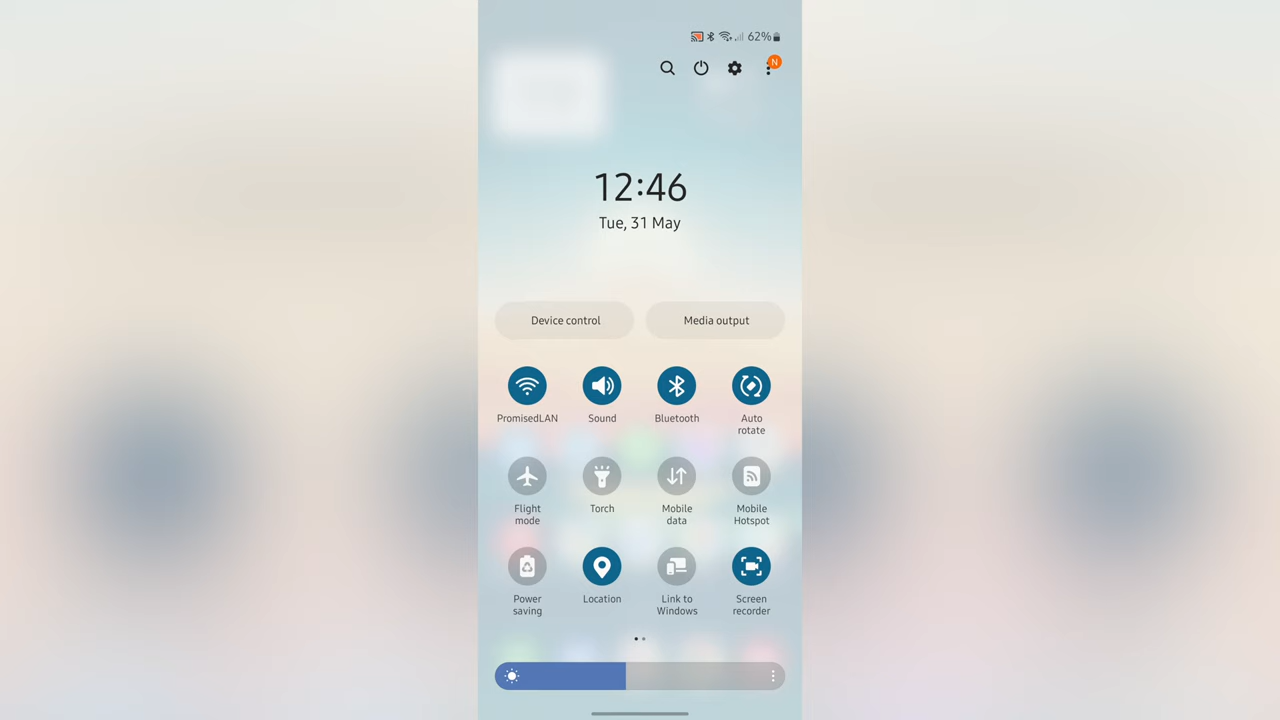 62%
N
12:46
Tue, 31 May
Device control
Media output
PromisedLAN
Sound
Bluetooth
Auto
rotate
Flight
mode
Torch
Mobile
data
Mobile
Hotspot
Power
saving
Location
Link to
Windows
Screen
recorder